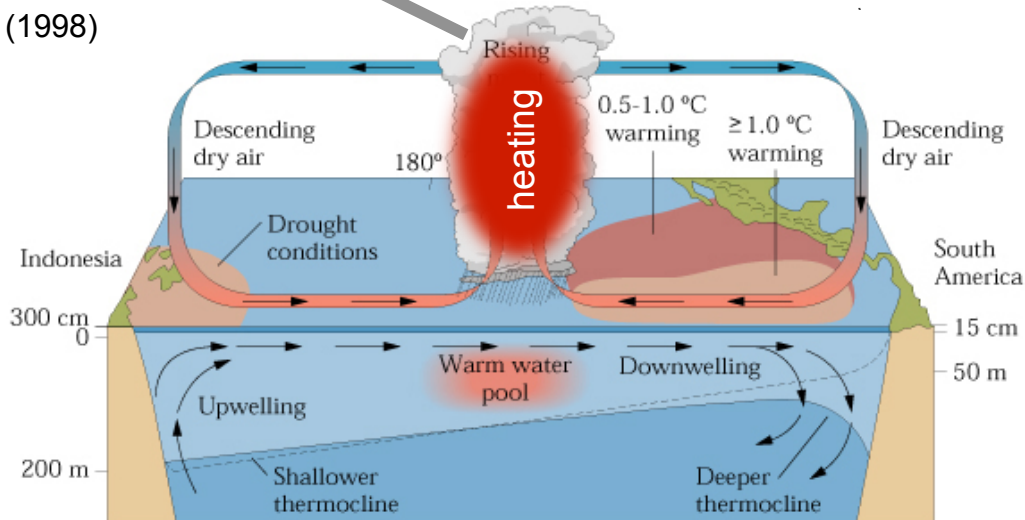 (1998)
Rising
heating
0.5-1.0 ºC
warming
≥ 1.0 ºC
warming
Descending
dry air
Descending
dry air
180º
Drought
conditions
Indonesia
South
America
300 cm
0
15 cm
50 m
Warm water
pool
Downwelling
Upwelling
200 m
Shallower
thermocline
Deeper
thermocline